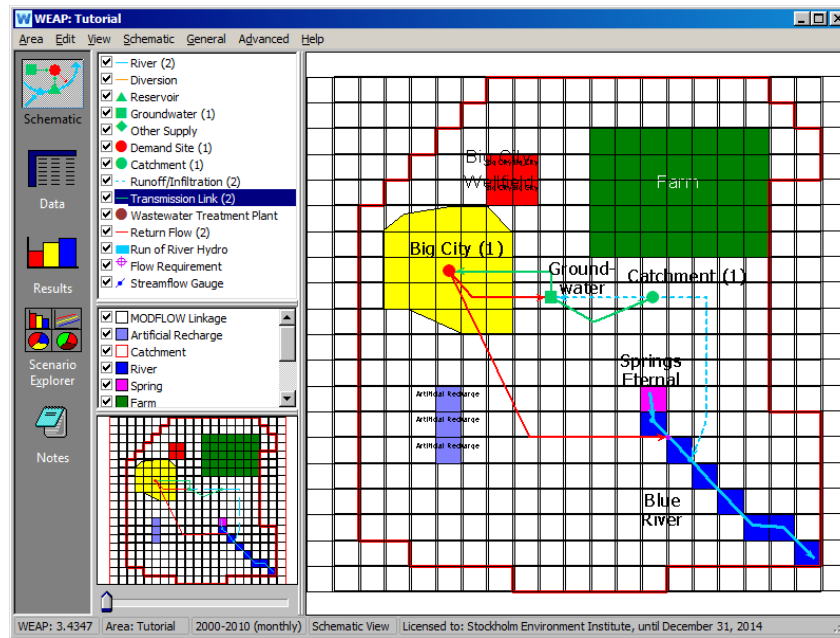 WEAP: Tutorial
Area Edit View Schematic General Advanced Help
Schematic
Data
Results
Scenario
Explorer
Notes
River (2)
Diversion
Reservoir
Groundwater (1)
Other Supply
Demand Site (1)
Catchment (1)
Runoff/Infiltration (2)
Transmission Link (2)
Wastewater Treatment Plant
Return Flow (2)
Run of River Hydro
Flow Requirement
Streamflow Gauge
MODFLOW Linkage
Artificial Recharge
Catchment
River
Spring
Farm
Big City
Wellfield
Farm
Big City (1)
Ground-
water
Catchment (1)
Springs
Eternal
Artificial Recharge
Artificial Recharge
Artificial Recharge
Blue
River
WEAP: 3.4347 Area: Tutorial 2000-2010 (monthly) Schematic View Licensed to: Stockholm Environment Institute, until December 31, 2014